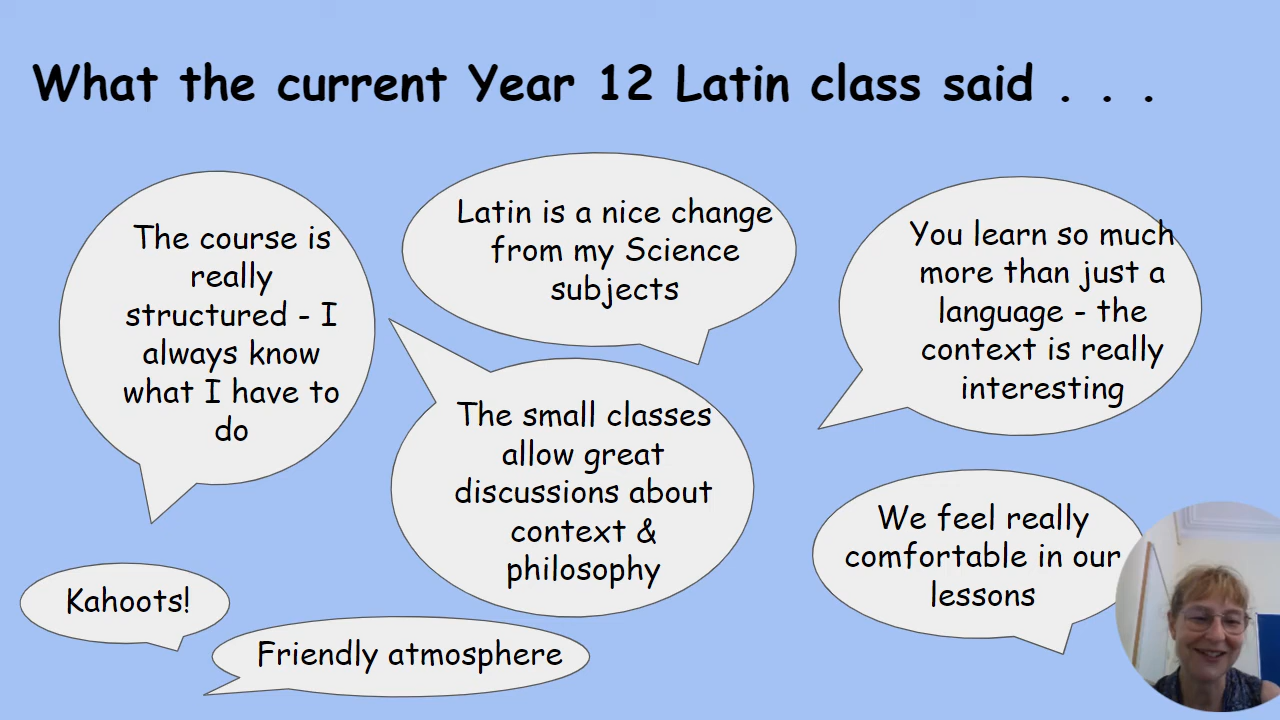 What the current Year 12 Latin class said . . .
The course is
really
structured - I
always know
what I have to
do
Latin is a nice change
from my Science
subjects
You learn so much
more than just a
language - the
context is really
interesting
The small classes
allow great
discussions about
context &
philosophy
We feel really
comfortable in our
lessons
Kahoots!
Friendly atmosphere